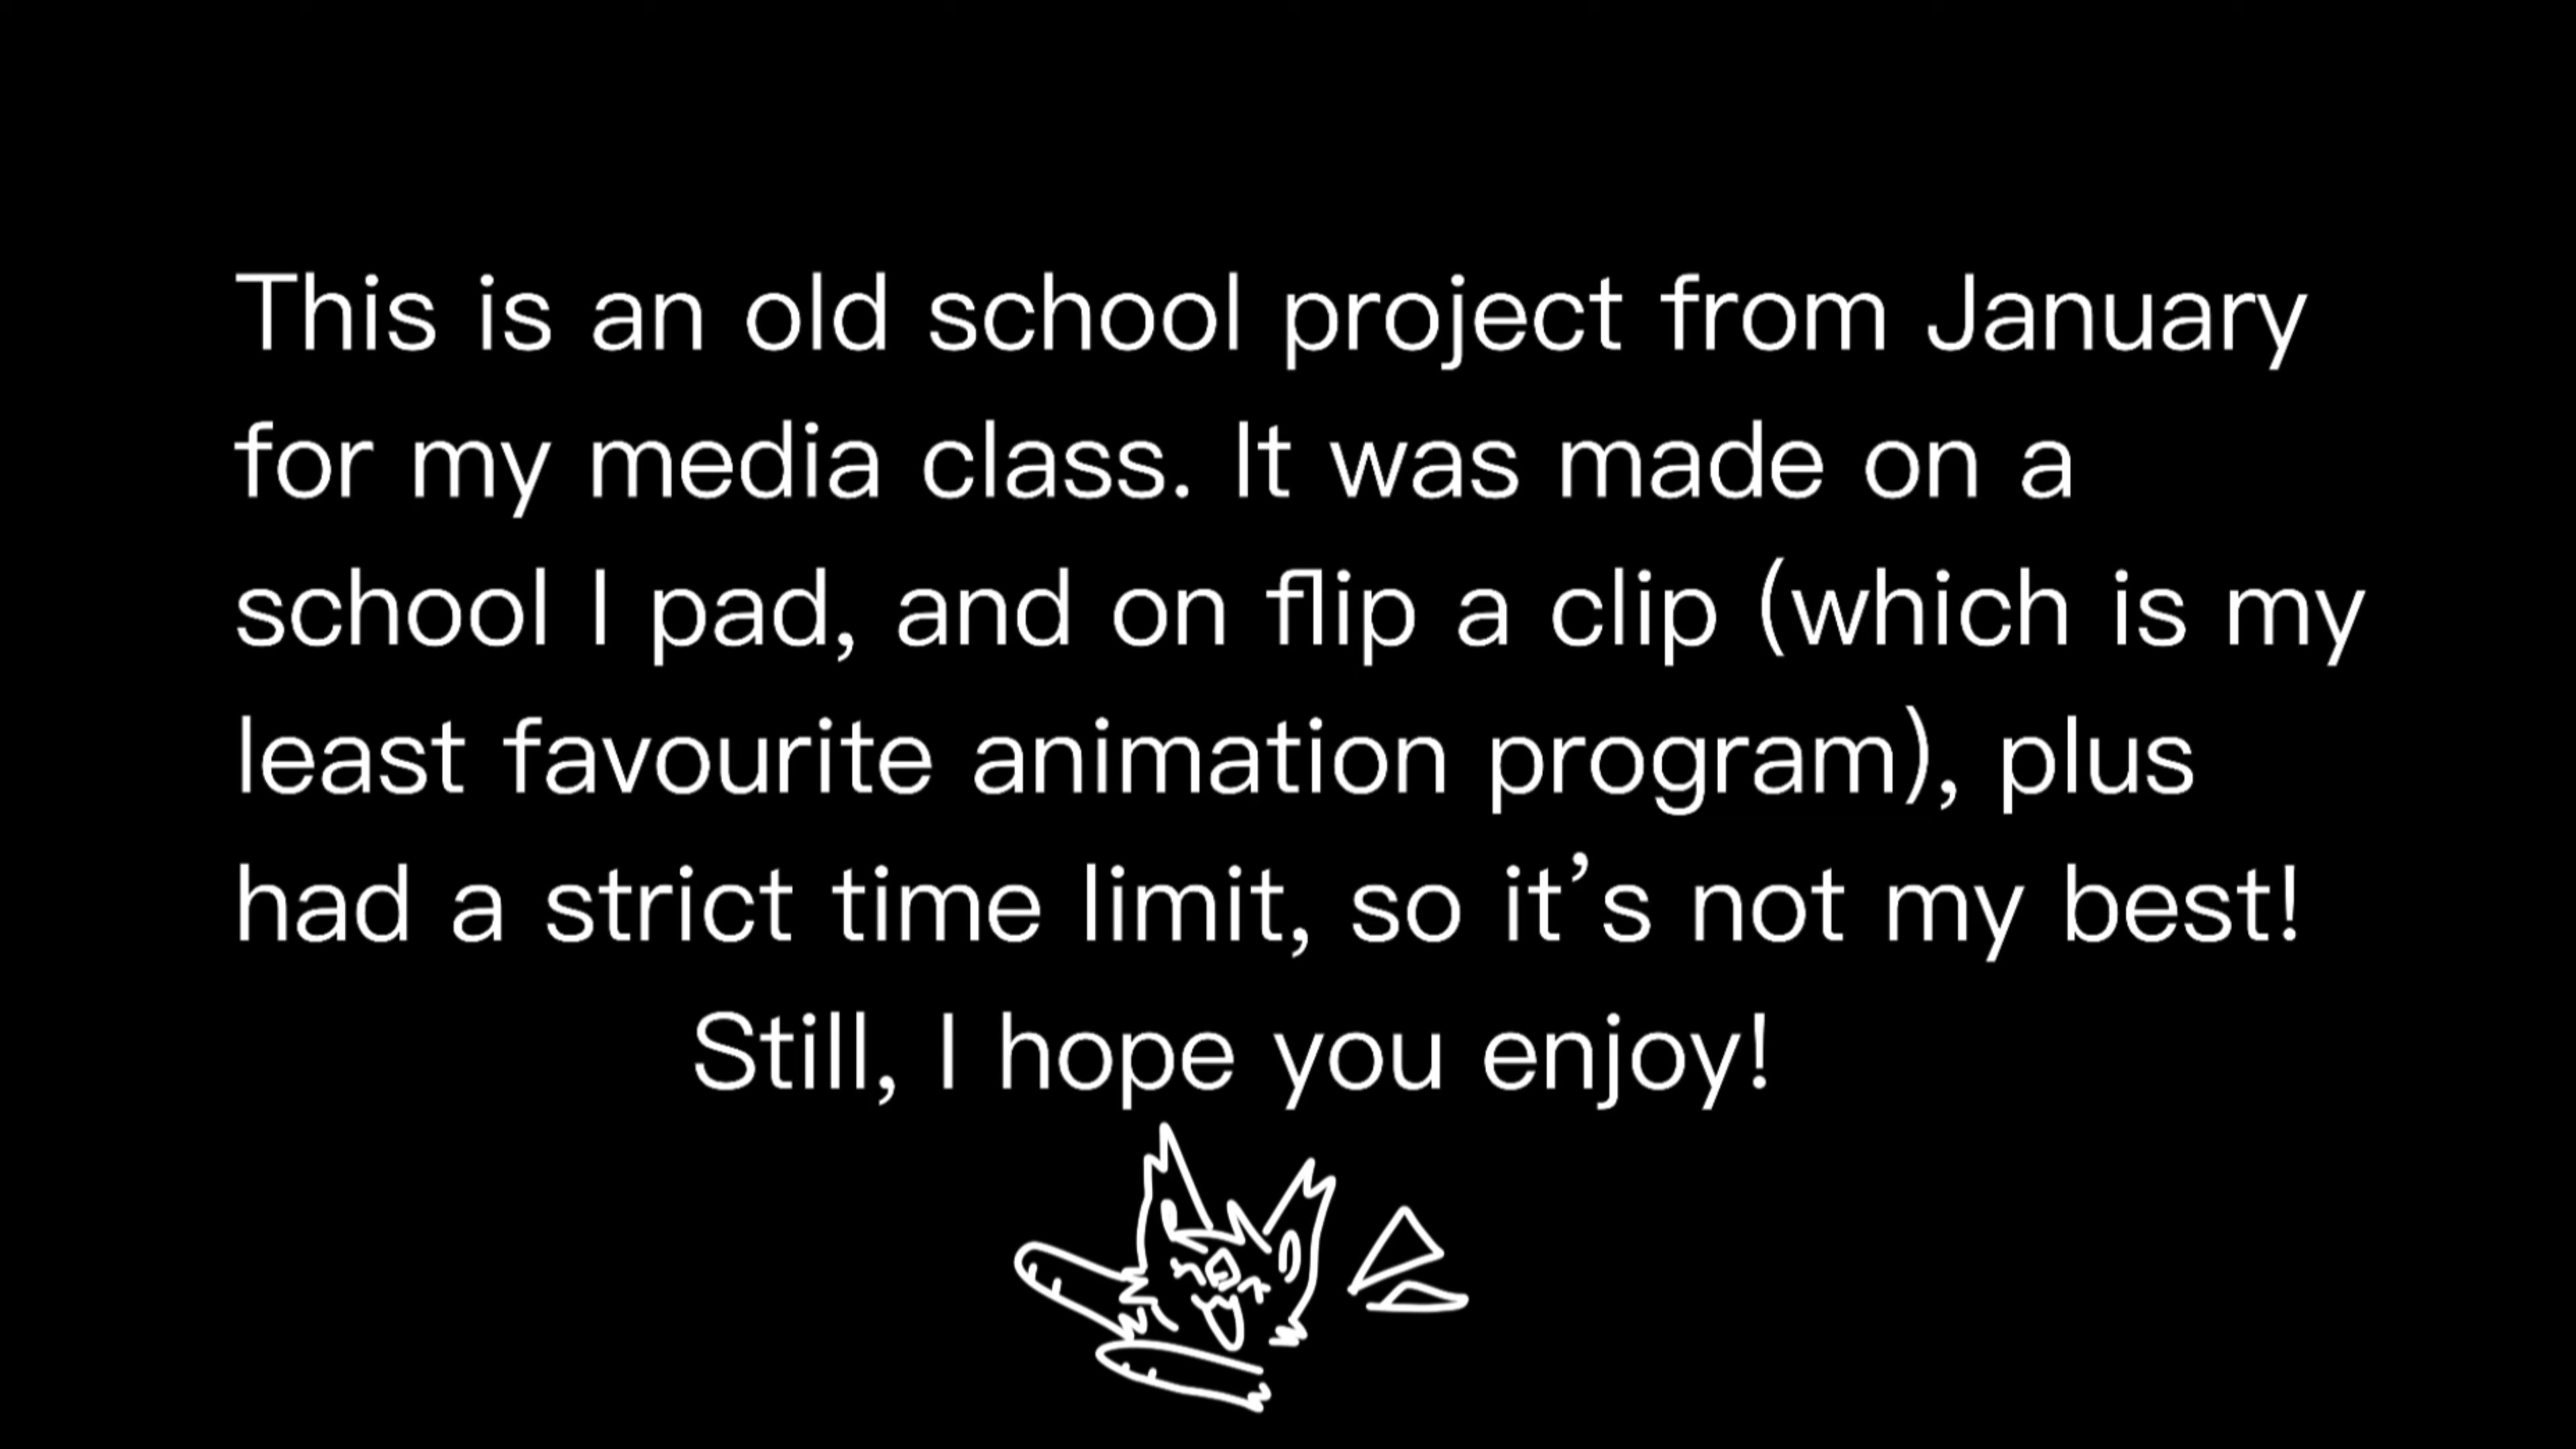 This is an old school project from January
for my media class. It was made on a
school I pad, and on flip a clip (which is my
least favourite animation program), plus
had a strict time limit, so it’s not my best!
Still, I hope you enjoy!